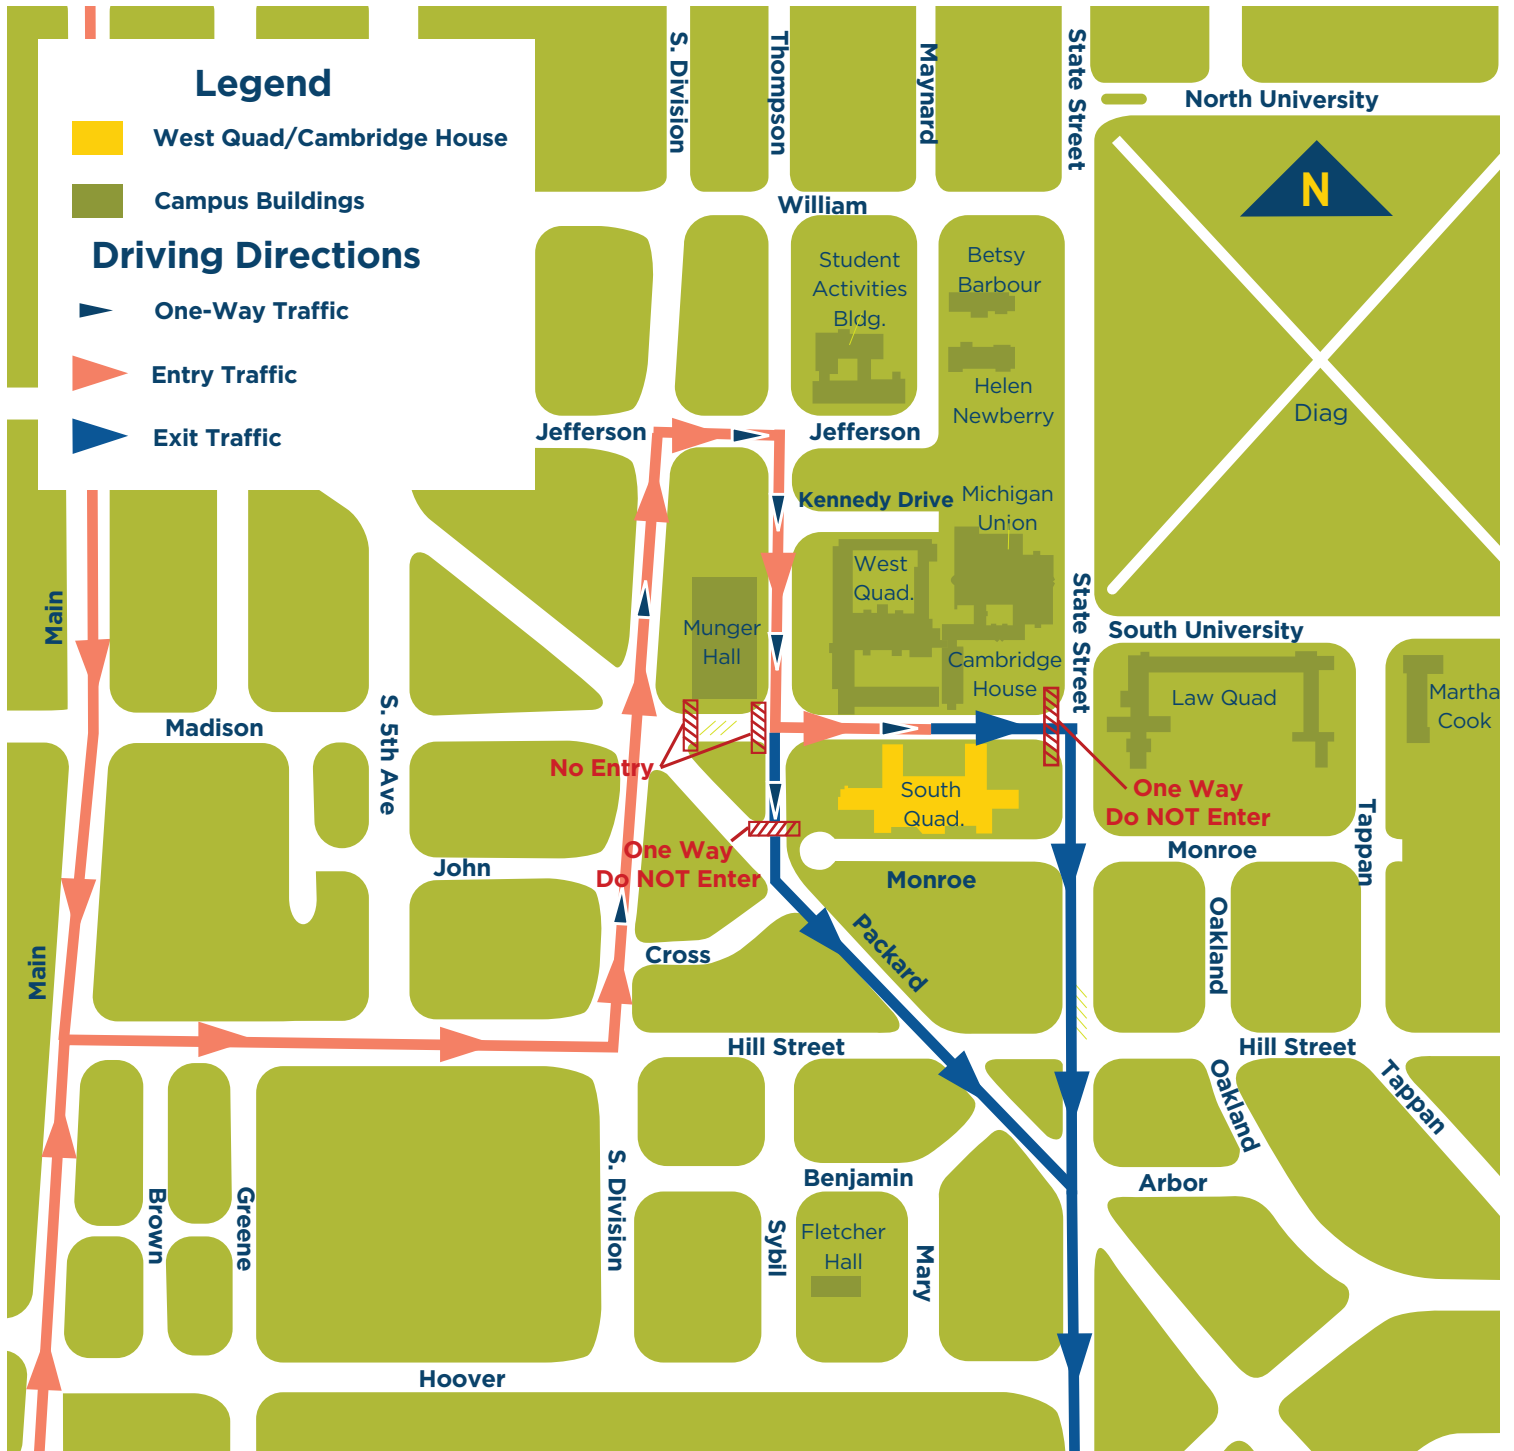 Legend
West Quad/Cambridge House
Campus Buildings
Driving Directions
One-Way Traffic
Entry Traffic
Exit Traffic
S. Division
Thompson
Maynard
State Street
North University
N
William
Student
Activities
Bldg.
Betsy
Barbour
Helen
Newberry
Diag
Jefferson
Jefferson
Kennedy Drive
Michigan
Union
West
Quad.
Munger
Hall
Cambridge
House
State Street
South University
Law Quad
Martha
Cook
Main
Madison
S. 5th Ave
No Entry
South
Quad.
One Way
Do NOT Enter
One Way
Do NOT Enter
John
Monroe
Monroe
Tappan
Main
Cross
Packard
Oakland
Hill Street
Hill Street
Oakland
Tappan
Brown
Greene
S. Division
Benjamin
Arbor
Sybil
Fletcher
Hall
Mary
Hoover